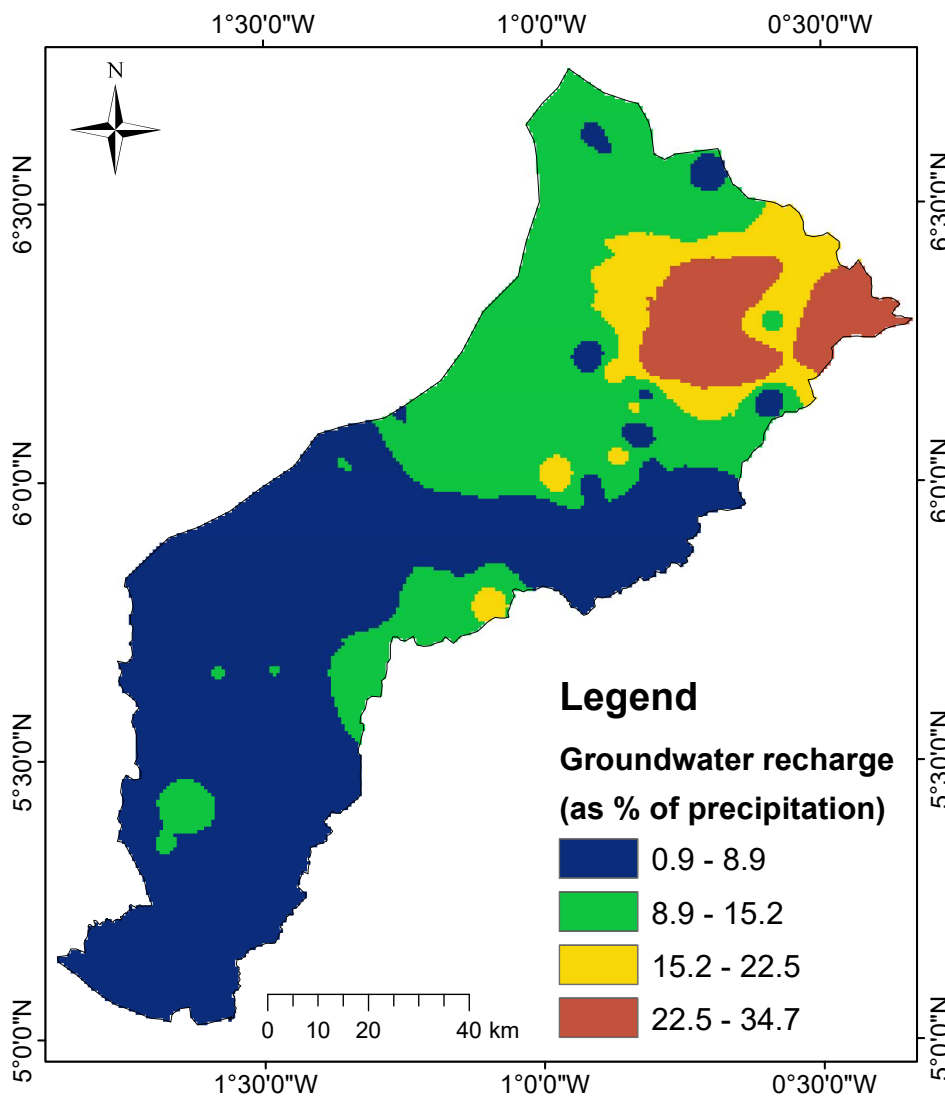 1°30'0"W 1°0'0"W 0°30'0"W
N
6°30'0"N 6°30'0"N
6°0'0"N 6°0'0"N
Legend
Groundwater recharge
(as % of precipitation)
5°30'0"N 5°30'0"N
0.9 - 8.9
8.9 - 15.2
15.2 - 22.5
22.5 - 34.7
0 10 20 40 km
5°0'0"N 5°0'0"N
1°30'0"W 1°0'0"W 0°30'0"W